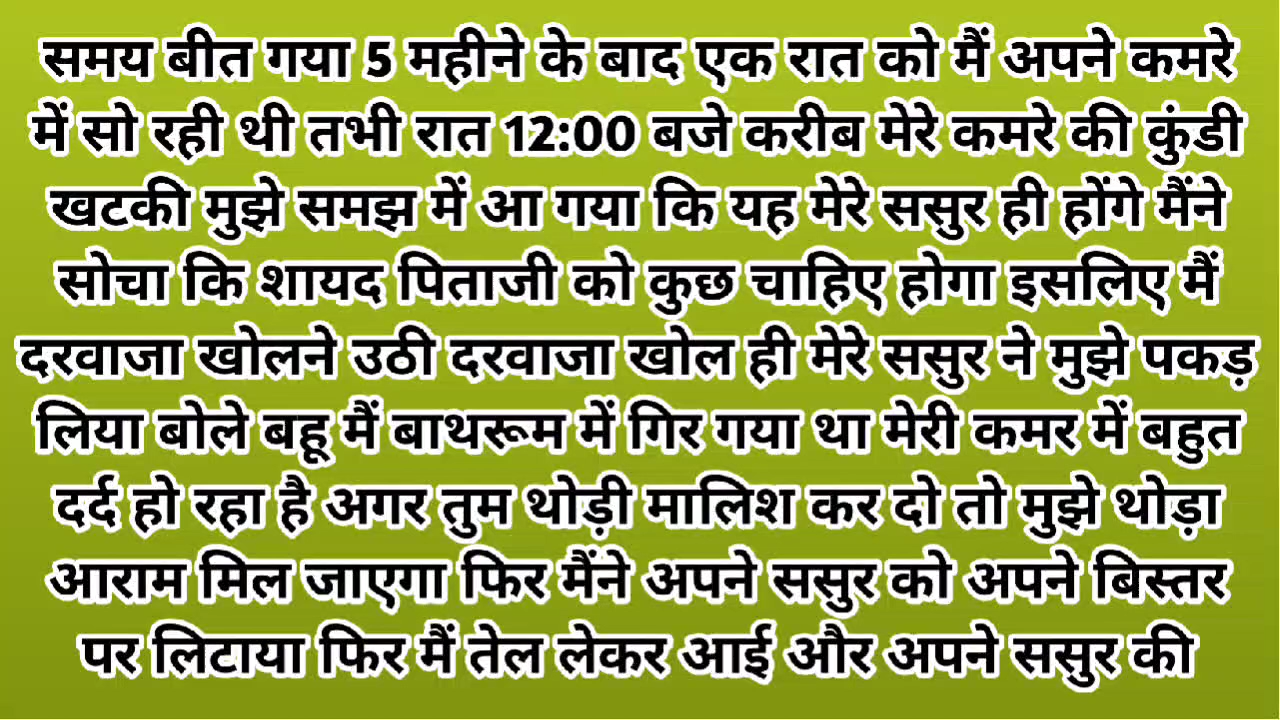 समय बीत गया 5 महीने के बाद एक रात को मैं अपने कमरे
में सो रही थी तभी रात 12:00 बजे करीब मेरे कमरे की कुंडी
खटकी मुझे समझ में आ गया कि यह मेरे ससुर ही होंगे मैंने
सोचा कि शायद पिताजी को कुछ चाहिए होगा इसलिए मैं
दरवाजा खोलने उठी दरवाजा खोल ही मेरे ससुर ने मुझे पकड़
लिया बोले बहू मैं बाथरूम में गिर गया था मेरी कमर में बहुत
दर्द हो रहा है अगर तुम थोड़ी मालिश कर दो तो मुझे थोड़ा
आराम मिल जाएगा फिर मैंने अपने ससुर को अपने बिस्तर
पर लिटाया फिर मैं तेल लेकर आई और अपने ससुर की